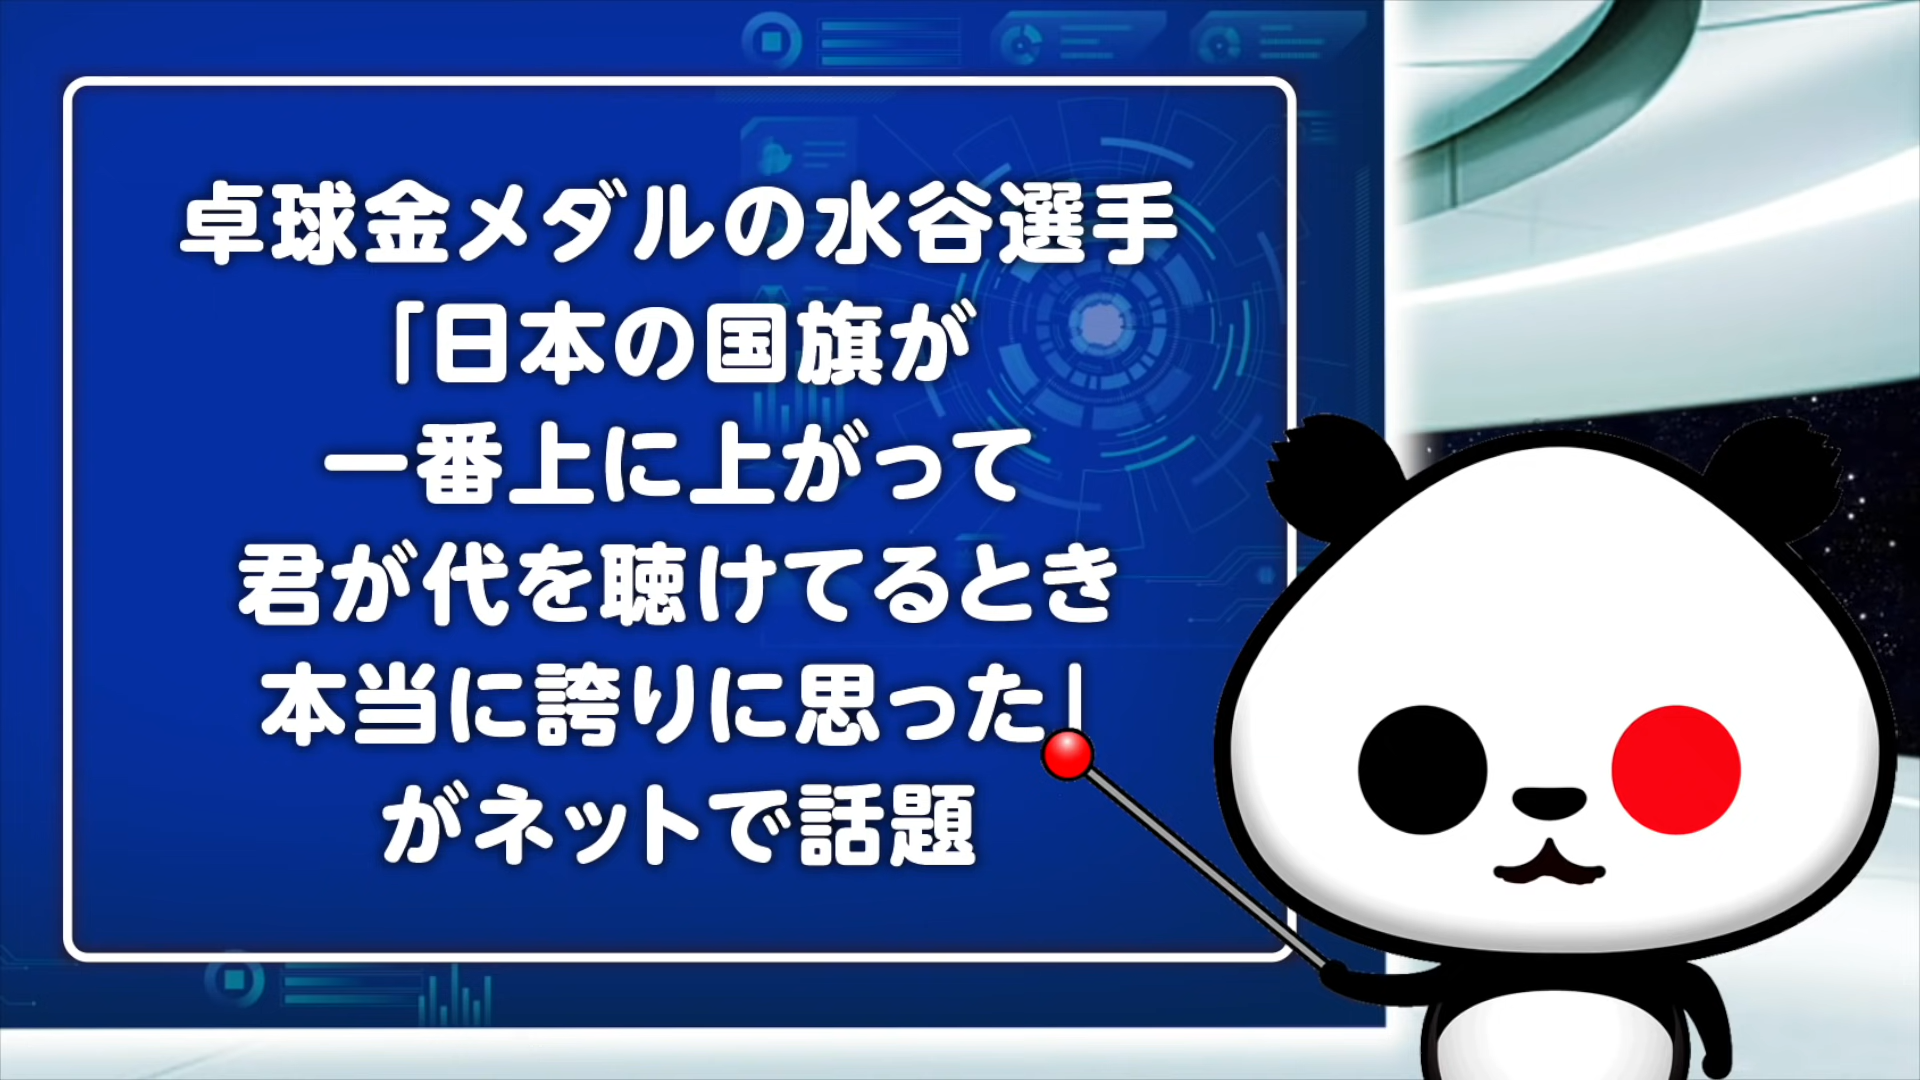 卓球金メダルの水谷選手
「日本の国旗が
一番上に上がって
君が代を聴けてるとき
本当に誇りに思った」
がネットで話題